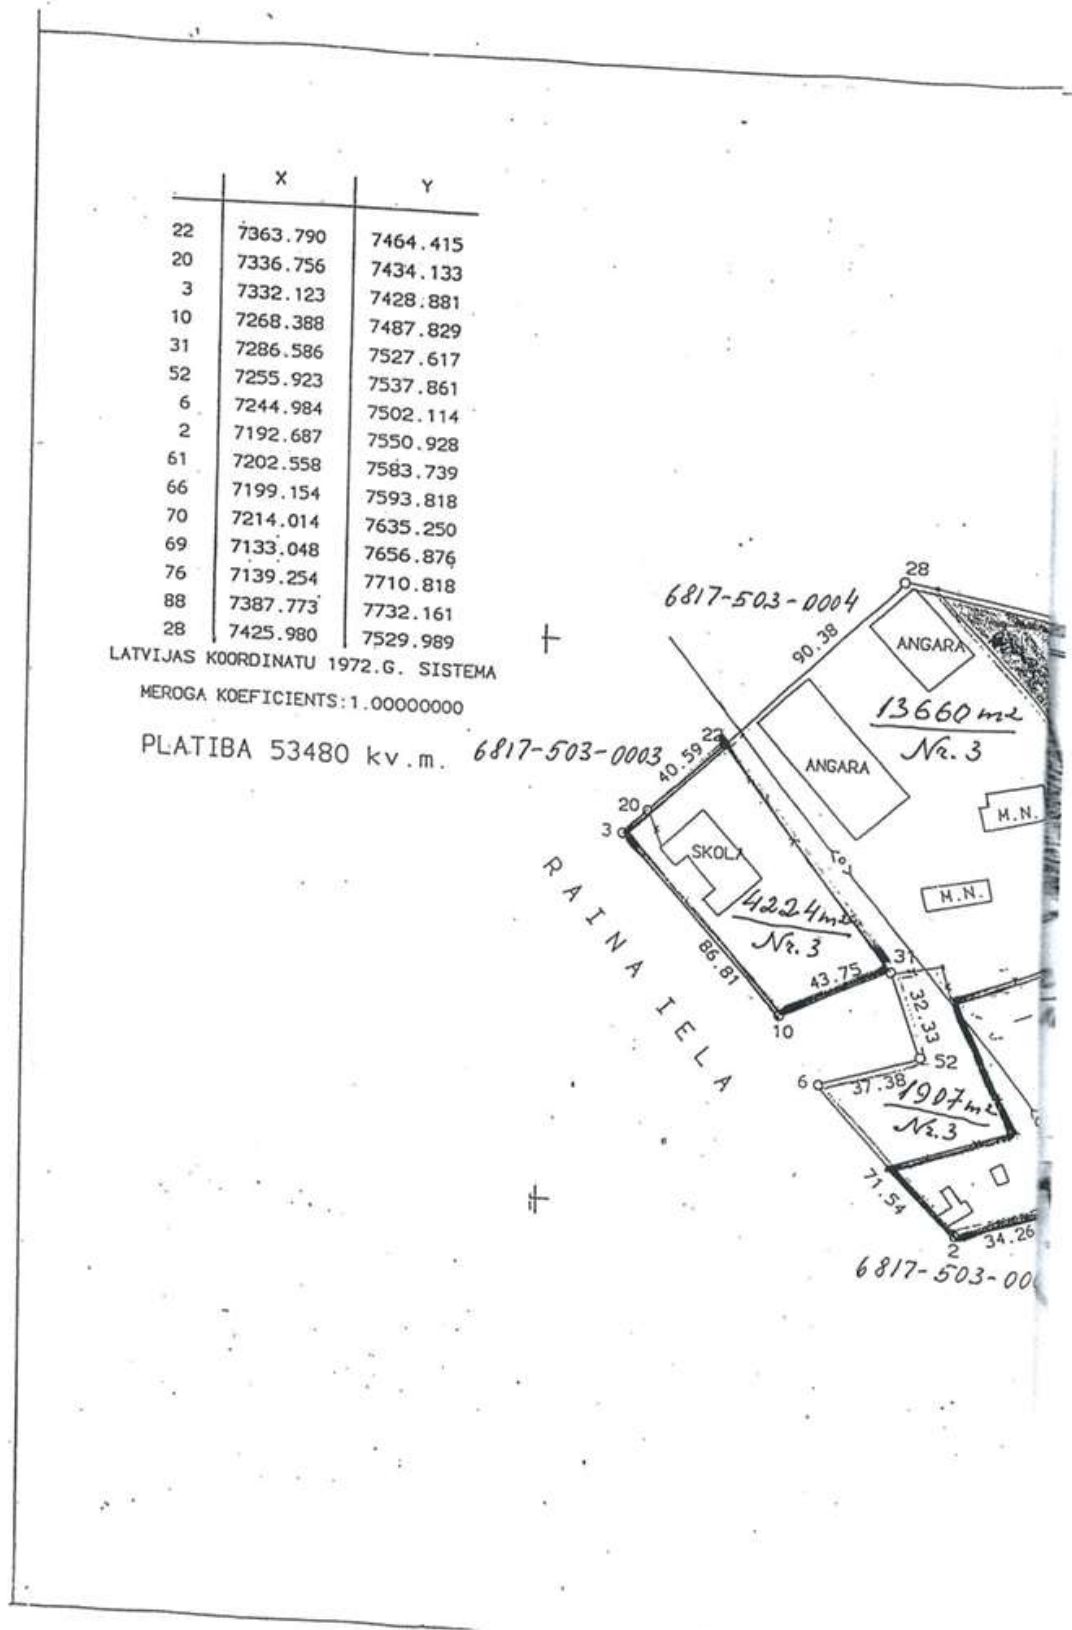 X Y
22 7363.790 7464.415
20 7336.756 7434.133
3 7332.123 7428.881
10 7268.388 7487.829
31 7286.586 7527.617
52 7255.923 7537.861
6 7244.984 7502.114
2 7192.687 7550.928
61 7202.558 7583.739
66 7199.154 7593.818
70 7214.014 7635.250
69 7133.048 7656.876
76 7139.254 7710.818
88 7387.773 7732.161
28 7425.980 7529.989
LATVIJAS KOORDINATU 1972.G. SISTEMA
MEROGA KOEFICIENTS:1.00000000
PLATIBA 53480 kv.m.
28
6817-503-0004
90.38
ANGARA
13660 m²
Nr. 3
22
6817-503-0003
40.59
ANGARA
20
3
M.N.
SKOLA
M.N.
4224 m²
Nr. 3
RAINA IELA
86.81
31
43.75
32.33
10
52
6
37.38
1907 m²
Nr. 3
71.54
2
34.26
6817-503-00